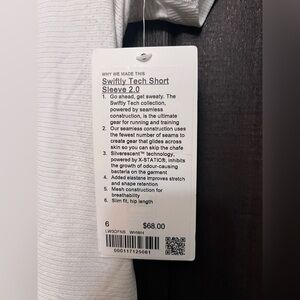 WHY WE MADE THIS
Swiftly Tech Short
Sleeve 2.0
1. Go ahead, get sweaty. The
Swiftly Tech collection,
powered by seamless
construction, is the ultimate
gear for running and training
2. Our seamless construction uses
the fewest number of seams to
create gear that glides across
skin so you can skip the chafe
3. Silverescent™ technology,
powered by X-STATIC®, inhibits
the growth of odour-causing
bacteria on the garment
4. Added elastane improves stretch
and shape retention
5. Mesh construction for
breathability
6. Slim fit, hip length
6 $68.00
WHWH
000117125061